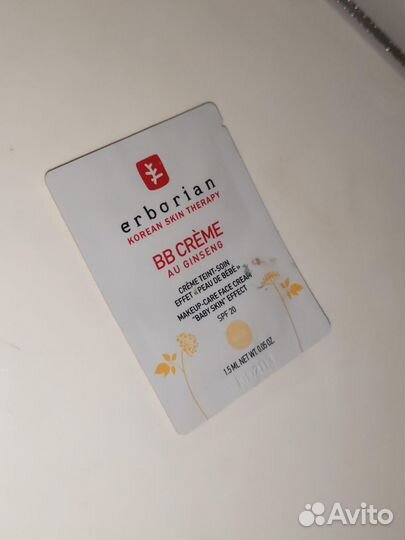 erborian
KOREAN SKIN THERAPY
BB CRÈME
AU GINSENG
CRÈME TEINT-SOIN
EFFET « PEAU DE BÉBÉ »
MAKEUP-CARE FACE CREAM
"BABY SKIN" EFFECT
SPF 20
1.5 ML NET WT. 0.05 OZ.
Avito